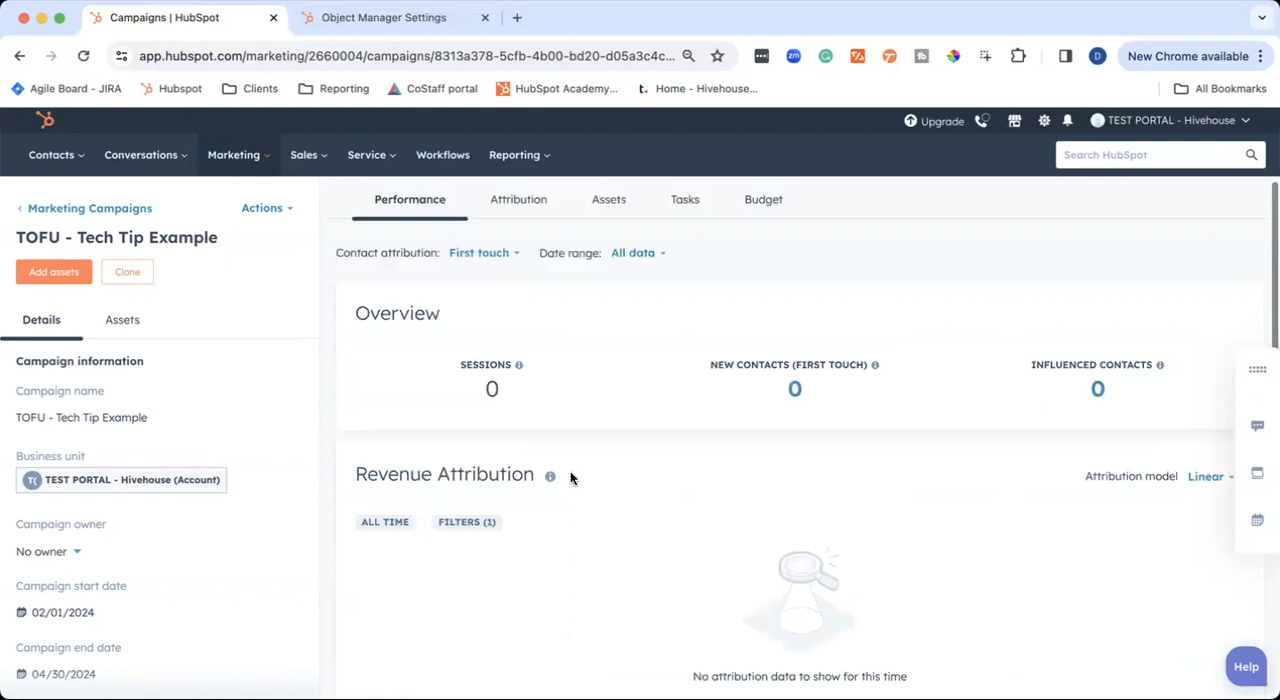 Campaigns | HubSpot
Object Manager Settings
app.hubspot.com/marketing/2660004/campaigns/8313a378-5cfb-4b00-bd20-d05a3c4c...
New Chrome available
Agile Board - JIRA
Hubspot
Clients
Reporting
CoStaff portal
HubSpot Academy...
Home - Hivehouse...
All Bookmarks
Upgrade
TEST PORTAL - Hivehouse
Contacts
Conversations
Marketing
Sales
Service
Workflows
Reporting
Search HubSpot
Marketing Campaigns
Actions
TOFU - Tech Tip Example
Add assets
Clone
Details
Assets
Campaign information
Campaign name
TOFU - Tech Tip Example
Business unit
T( TEST PORTAL - Hivehouse (Account)
Campaign owner
No owner
Campaign start date
02/01/2024
Campaign end date
04/30/2024
Performance
Attribution
Assets
Tasks
Budget
Contact attribution: First touch
Date range: All data
Overview
SESSIONS
0
NEW CONTACTS (FIRST TOUCH)
0
INFLUENCED CONTACTS
0
Revenue Attribution
Attribution model Linear
ALL TIME
FILTERS (1)
No attribution data to show for this time
Help